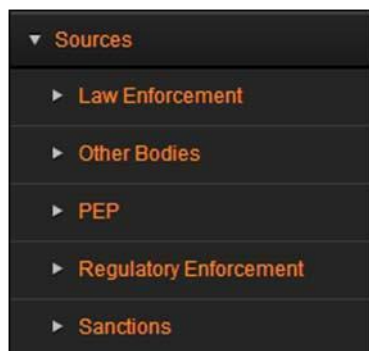 Sources
Law Enforcement
Other Bodies
PEP
Regulatory Enforcement
Sanctions